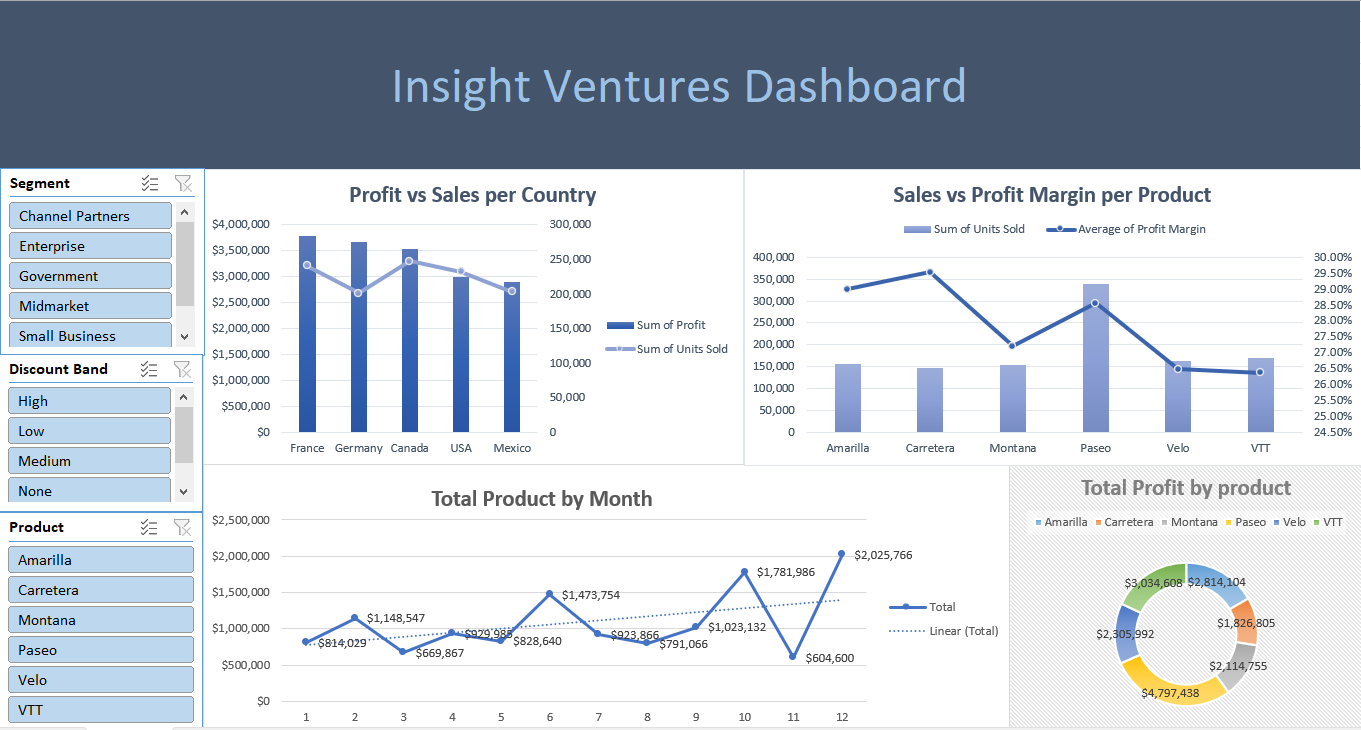 Insight Ventures Dashboard
Segment
Channel Partners
Enterprise
Government
Midmarket
Small Business
Discount Band
High
Low
Medium
None
Product
Amarilla
Carretera
Montana
Paseo
Velo
VTT
Profit vs Sales per Country
$4,000,000
$3,500,000
$3,000,000
$2,500,000
$2,000,000
$1,500,000
$1,000,000
$500,000
$0
300,000
250,000
200,000
150,000
100,000
50,000
0
France Germany Canada USA Mexico
Sum of Profit
Sum of Units Sold
Sales vs Profit Margin per Product
Sum of Units Sold Average of Profit Margin
400,000
350,000
300,000
250,000
200,000
150,000
100,000
50,000
0
30.00%
29.50%
29.00%
28.50%
28.00%
27.50%
27.00%
26.50%
26.00%
25.50%
25.00%
24.50%
Amarilla Carretera Montana Paseo Velo VTT
Total Product by Month
$2,500,000
$2,000,000
$1,500,000
$1,000,000
$500,000
$0
$814,029
$1,148,547
$669,867
$929,985
$828,640
$1,473,754
$923,866
$791,066
$1,023,132
$1,781,986
$604,600
$2,025,766
1 2 3 4 5 6 7 8 9 10 11 12
Total
Linear (Total)
Total Profit by product
Amarilla Carretera Montana Paseo Velo VTT
$3,034,608
$2,814,104
$1,826,805
$2,305,992
$2,114,755
$4,797,438